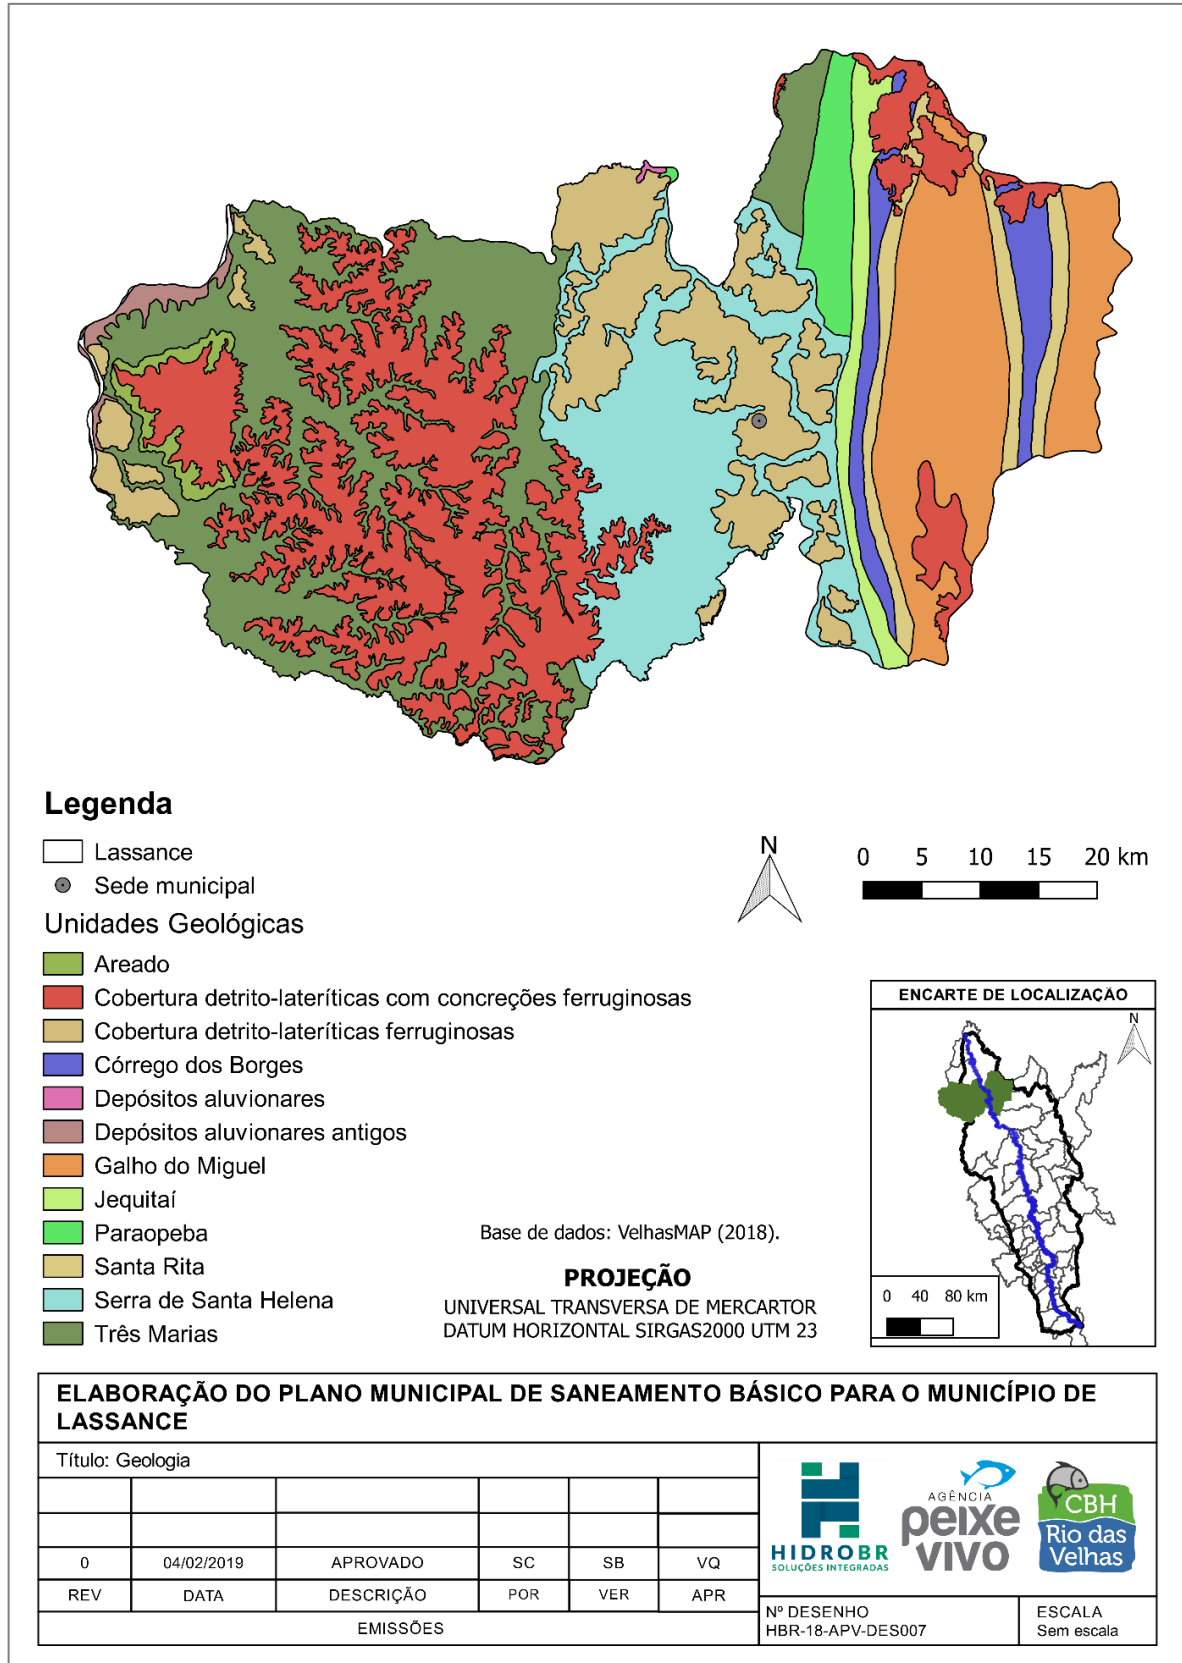 Legenda
Lassance
Sede municipal
Unidades Geológicas
Areado
Cobertura detrito-lateríticas com concreções ferruginosas
Cobertura detrito-lateríticas ferruginosas
Córrego dos Borges
Depósitos aluvionares
Depósitos aluvionares antigos
Galho do Miguel
Jequitaí
Paraopeba
Santa Rita
Serra de Santa Helena
Três Marias
N
0 5 10 15 20 km
ENCARTE DE LOCALIZAÇÃO
N
0 40 80 km
Base de dados: VelhasMAP (2018).
PROJEÇÃO
UNIVERSAL TRANSVERSA DE MERCARTOR
DATUM HORIZONTAL SIRGAS2000 UTM 23
ELABORAÇÃO DO PLANO MUNICIPAL DE SANEAMENTO BÁSICO PARA O MUNICÍPIO DE
LASSANCE
Título: Geologia
0 04/02/2019 APROVADO SC SB VQ
REV DATA DESCRIÇÃO POR VER APR
EMISSÕES
HIDROBR
SOLUÇÕES INTEGRADAS
AGÊNCIA
peixe
VIVO
CBH
Rio das
Velhas
Nº DESENHO
HBR-18-APV-DES007
ESCALA
Sem escala